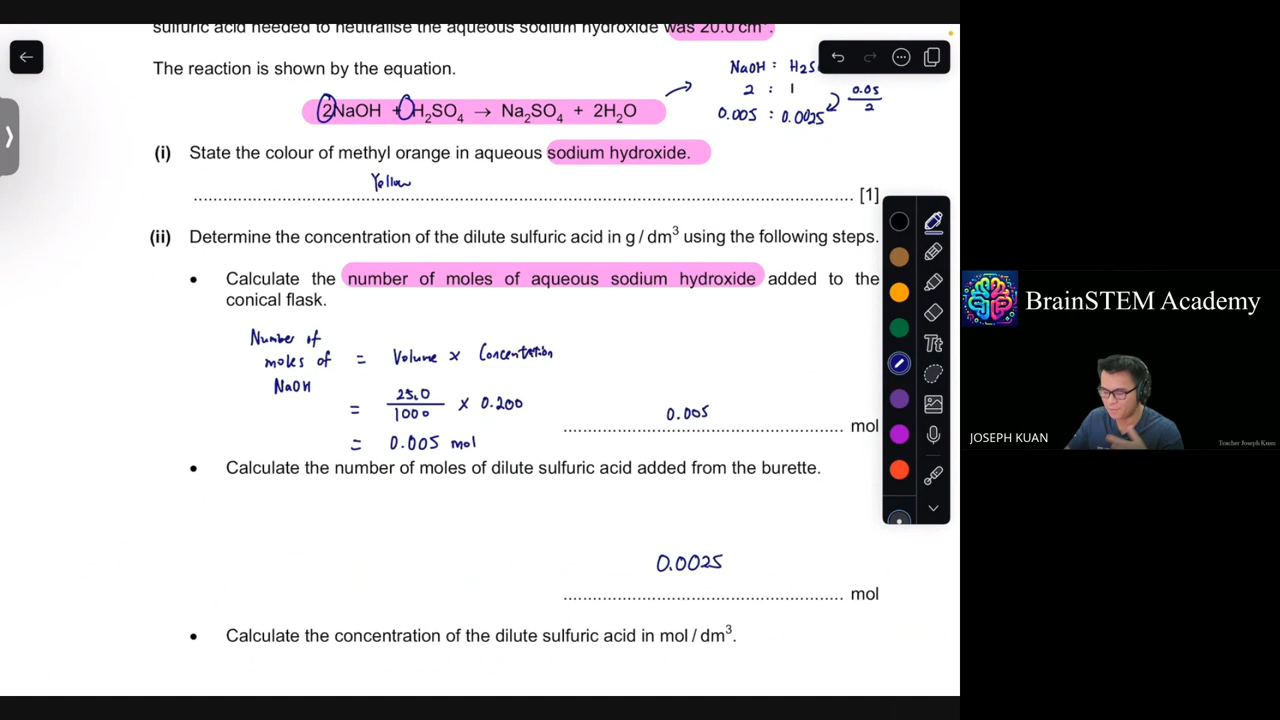 sulfuric acid needed to neutralise the aqueous sodium hydroxide was 20.0 cm³.
The reaction is shown by the equation.
NaOH : H2S
2 : 1
0.005 : 0.0025
0.05
2
2NaOH + H₂SO₄ → Na₂SO₄ + 2H₂O
(i) State the colour of methyl orange in aqueous sodium hydroxide.
Yellow
[1]
(ii) Determine the concentration of the dilute sulfuric acid in g / dm³ using the following steps.
• Calculate the number of moles of aqueous sodium hydroxide added to the
conical flask.
Number of
moles of
NaOH
= Volume × Concentration
= 25.0
1000
× 0.200
= 0.005 mol
0.005
mol
• Calculate the number of moles of dilute sulfuric acid added from the burette.
0.0025
mol
• Calculate the concentration of the dilute sulfuric acid in mol / dm³.
Tt
BrainSTEM Academy
JOSEPH KUAN
Teacher Joseph Kuan